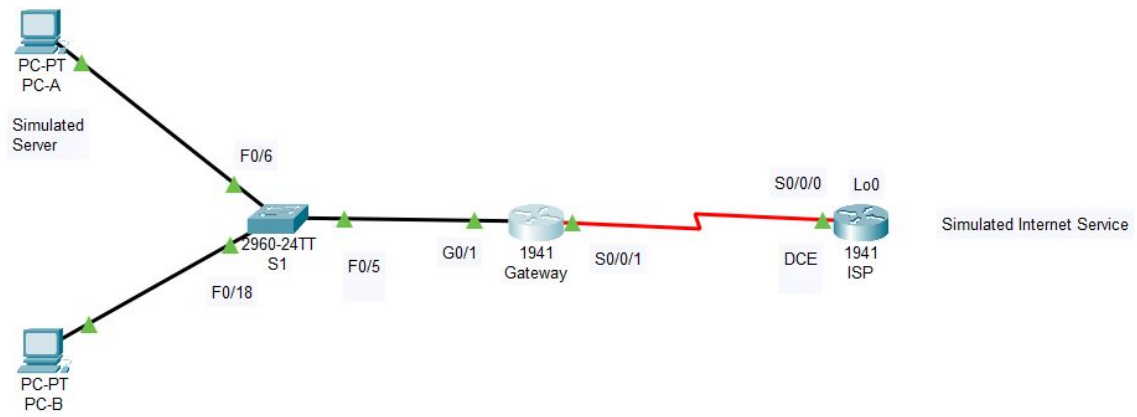 PC-PT
PC-A
Simulated
Server
F0/6
S0/0/0
Lo0
Simulated Internet Service
2960-24TT
S1
F0/5
G0/1
1941
Gateway
S0/0/1
DCE
1941
ISP
F0/18
PC-PT
PC-B